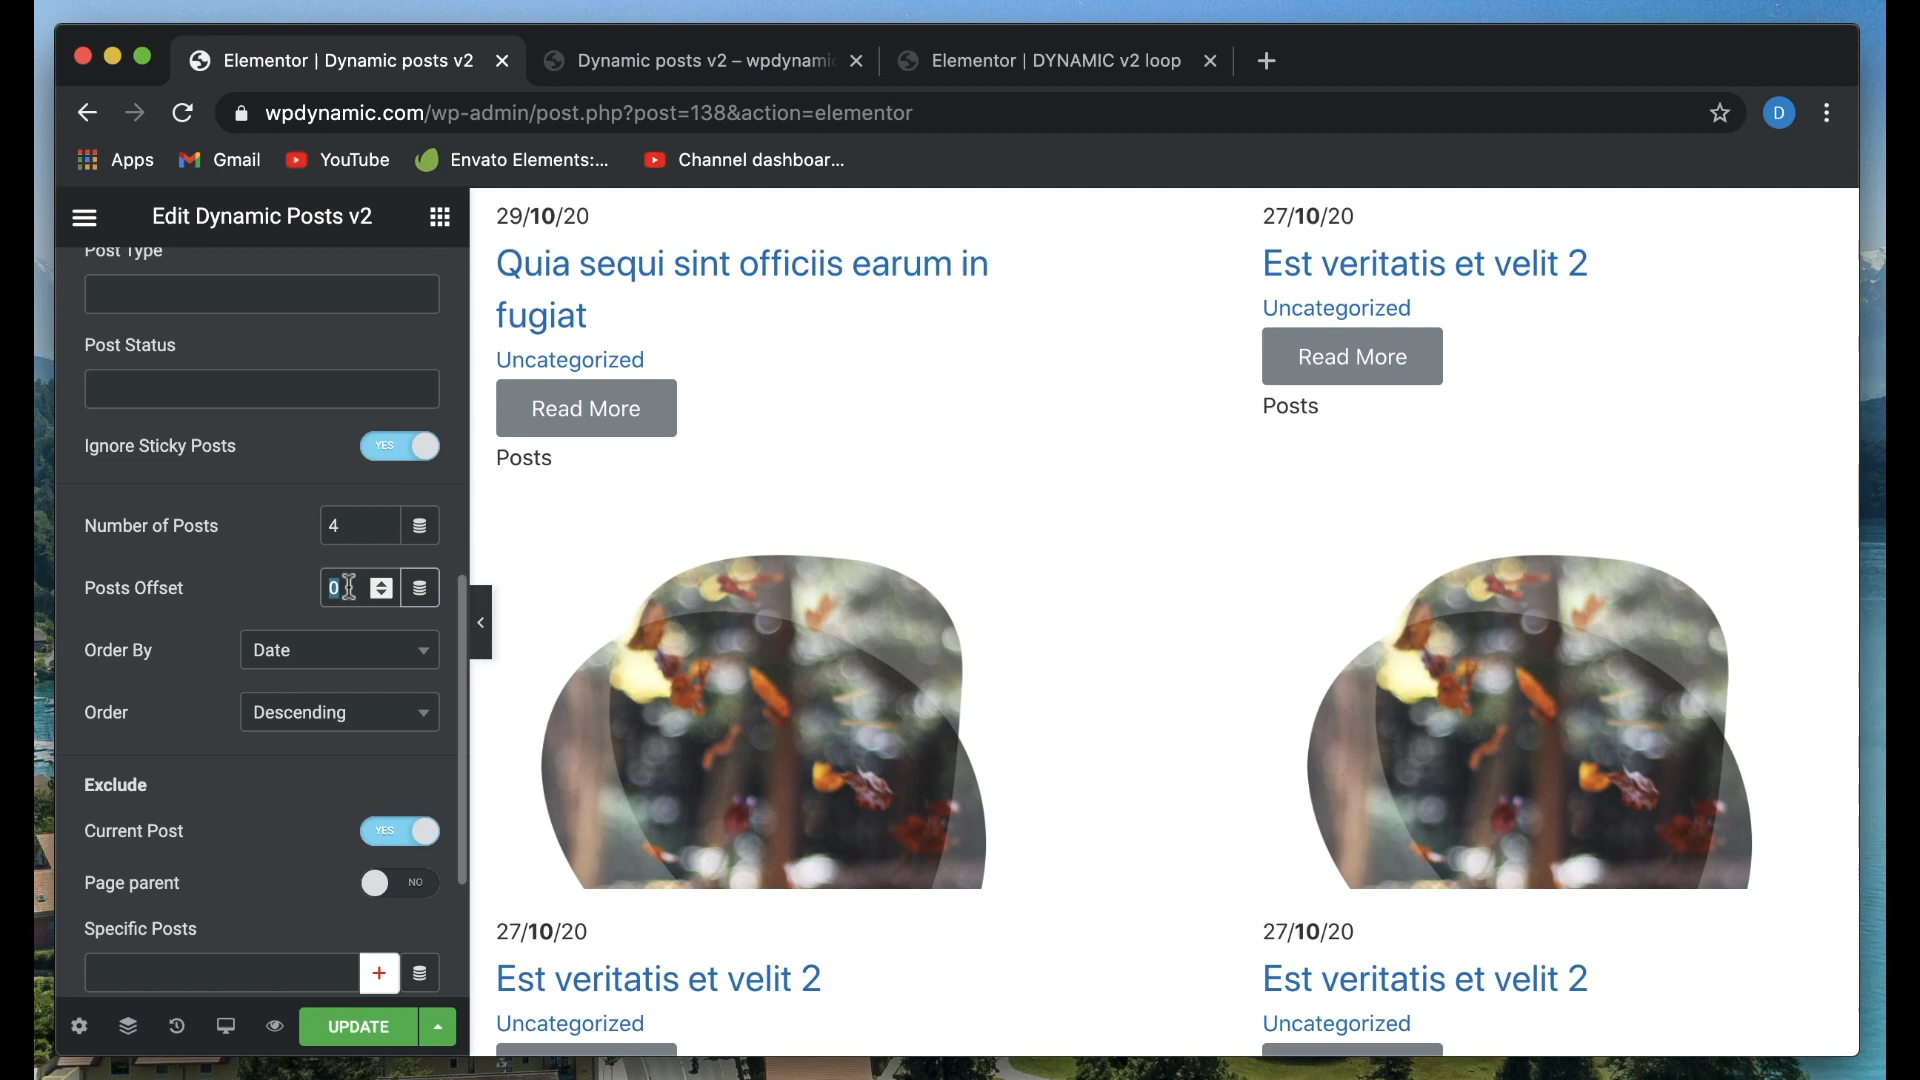 Elementor | Dynamic posts v2
Dynamic posts v2 – wpdynamic
Elementor | DYNAMIC v2 loop
wpdynamic.com/wp-admin/post.php?post=138&action=elementor
D
Apps
Gmail
YouTube
Envato Elements:...
Channel dashboar...
Edit Dynamic Posts v2
Post Type
Post Status
Ignore Sticky Posts
YES
Number of Posts
4
Posts Offset
0
Order By
Date
Order
Descending
Exclude
Current Post
YES
Page parent
NO
Specific Posts
+
UPDATE
29/10/20
Quia sequi sint officiis earum in
fugiat
Uncategorized
Read More
Posts
27/10/20
Est veritatis et velit 2
Uncategorized
Read More
Posts
27/10/20
Est veritatis et velit 2
Uncategorized
27/10/20
Est veritatis et velit 2
Uncategorized